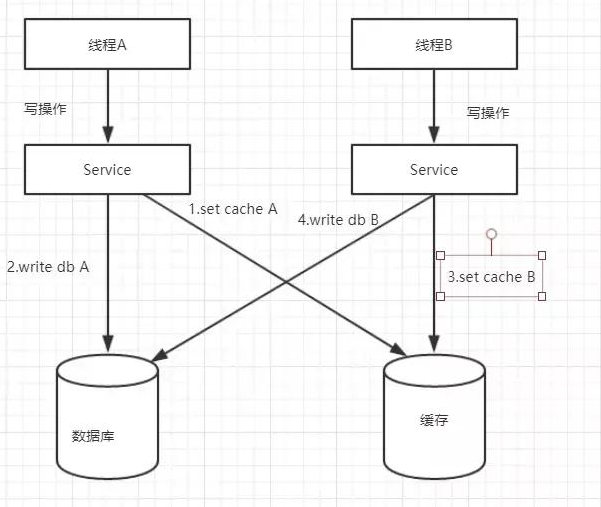 线程A
线程B
写操作
写操作
Service
Service
1.set cache A
4.write db B
2.write db A
3.set cache B
数据库
缓存